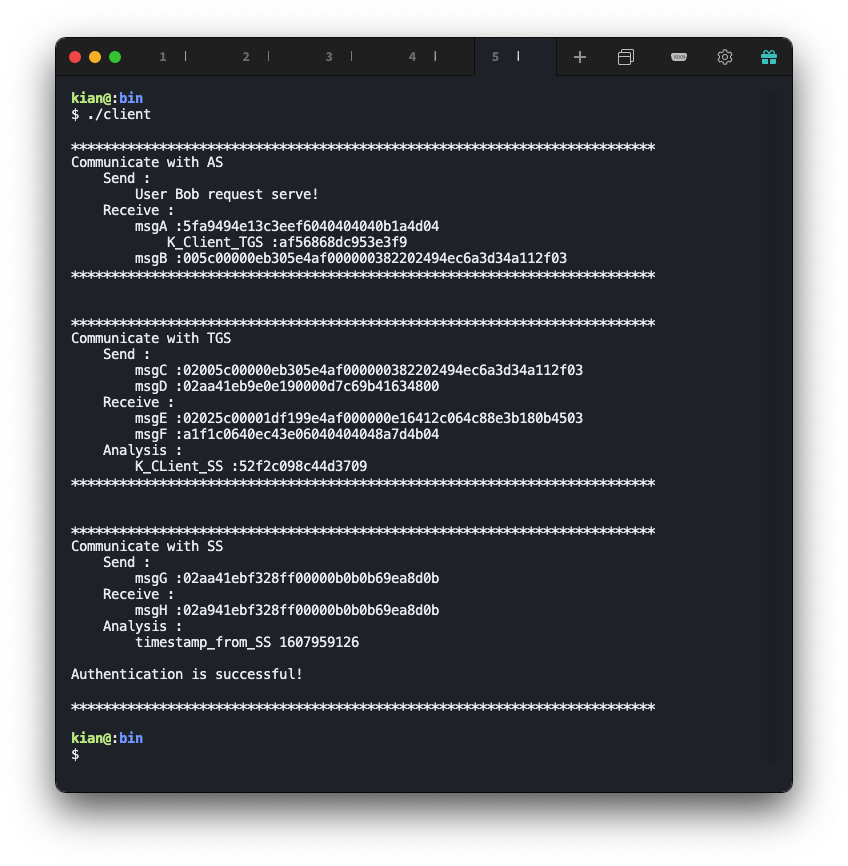 1 2 3 4 5
kian@:bin
$ ./client
*************************************************************************
Communicate with AS
Send :
User Bob request serve!
Receive :
msgA :5fa9494e13c3eef6040404040b1a4d04
K_Client_TGS :af56868dc953e3f9
msgB :005c00000eb305e4af000000382202494ec6a3d34a112f03
*************************************************************************
*************************************************************************
Communicate with TGS
Send :
msgC :02005c00000eb305e4af000000382202494ec6a3d34a112f03
msgD :02aa41eb9e0e190000d7c69b41634800
Receive :
msgE :02025c00001df199e4af000000e16412c064c88e3b180b4503
msgF :a1f1c0640ec43e06040404048a7d4b04
Analysis :
K_CLient_SS :52f2c098c44d3709
*************************************************************************
*************************************************************************
Communicate with SS
Send :
msgG :02aa41ebf328ff00000b0b0b69ea8d0b
Receive :
msgH :02a941ebf328ff00000b0b0b69ea8d0b
Analysis :
timestamp_from_SS 1607959126
Authentication is successful!
*************************************************************************
kian@:bin
$